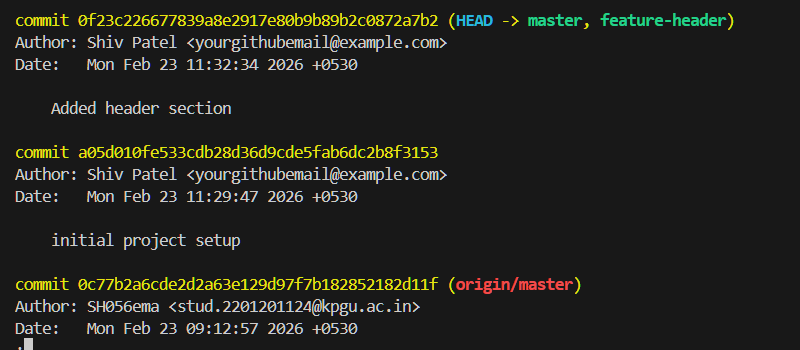 commit 0f23c226677839a8e2917e80b9b89b2c0872a7b2 (HEAD -> master, feature-header)
Author: Shiv Patel <yourgithubemail@example.com>
Date:   Mon Feb 23 11:32:34 2026 +0530
Added header section
commit a05d010fe533cdb28d36d9cde5fab6dc2b8f3153
Author: Shiv Patel <yourgithubemail@example.com>
Date:   Mon Feb 23 11:29:47 2026 +0530
initial project setup
commit 0c77b2a6cde2d2a63e129d97f7b182852182d11f (origin/master)
Author: SH056ema <stud.2201201124@kpgu.ac.in>
Date:   Mon Feb 23 09:12:57 2026 +0530
: